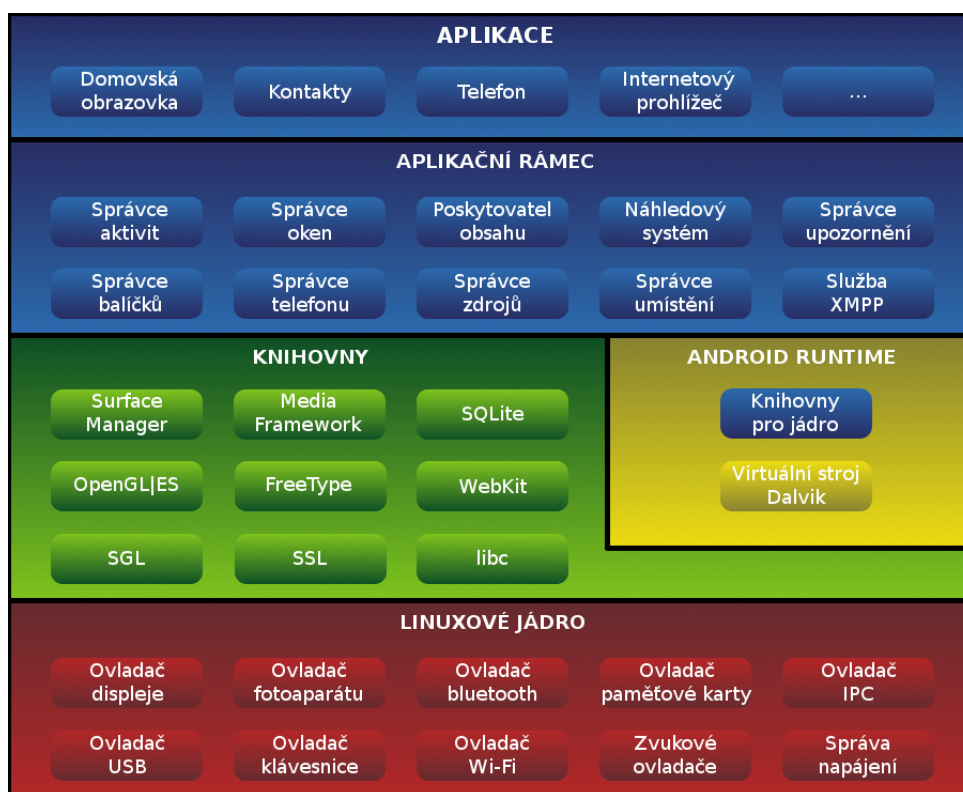 APLIKACE
Domovská
obrazovka
Kontakty
Telefon
Internetový
prohlížeč
...
APLIKAČNÍ RÁMEC
Správce
aktivit
Správce
oken
Poskytovatel
obsahu
Náhledový
systém
Správce
upozornění
Správce
balíčků
Správce
telefonu
Správce
zdrojů
Správce
umístění
Služba
XMPP
KNIHOVNY
Surface
Manager
Media
Framework
SQLite
OpenGL|ES
FreeType
WebKit
SGL
SSL
libc
ANDROID RUNTIME
Knihovny
pro jádro
Virtuální stroj
Dalvik
LINUXOVÉ JÁDRO
Ovladač
displeje
Ovladač
fotoaparátu
Ovladač
bluetooth
Ovladač
paměťové karty
Ovladač
IPC
Ovladač
USB
Ovladač
klávesnice
Ovladač
Wi-Fi
Zvukové
ovladače
Správa
napájení